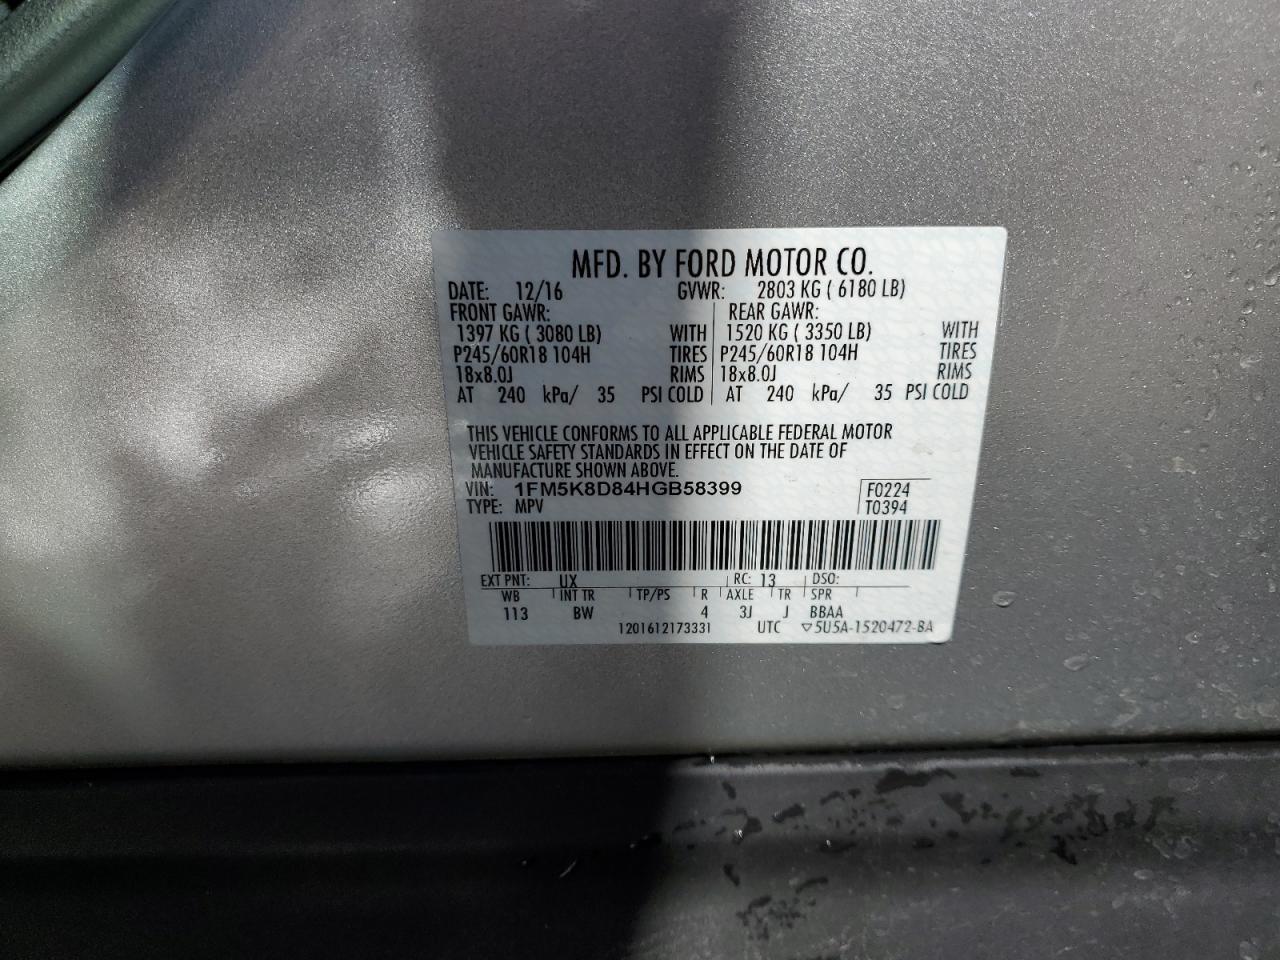 MFD. BY FORD MOTOR CO.
DATE: 12/16 GVWR: 2803 KG ( 6180 LB)
FRONT GAWR: REAR GAWR:
1397 KG ( 3080 LB) WITH 1520 KG ( 3350 LB) WITH
P245/60R18 104H TIRES P245/60R18 104H TIRES
18x8.0J RIMS 18x8.0J RIMS
AT 240 kPa/ 35 PSI COLD AT 240 kPa/ 35 PSI COLD
THIS VEHICLE CONFORMS TO ALL APPLICABLE FEDERAL MOTOR
VEHICLE SAFETY STANDARDS IN EFFECT ON THE DATE OF
MANUFACTURE SHOWN ABOVE.
VIN: 1FM5K8D84HGB58399 F0224
TYPE: MPV T0394
EXT PNT: UX RC: 13 DSO:
WB INT TR TP/PS R AXLE TR SPR
113 BW 4 3J J BBAA
1201612173331 UTC ▽5U5A-1520472-BA